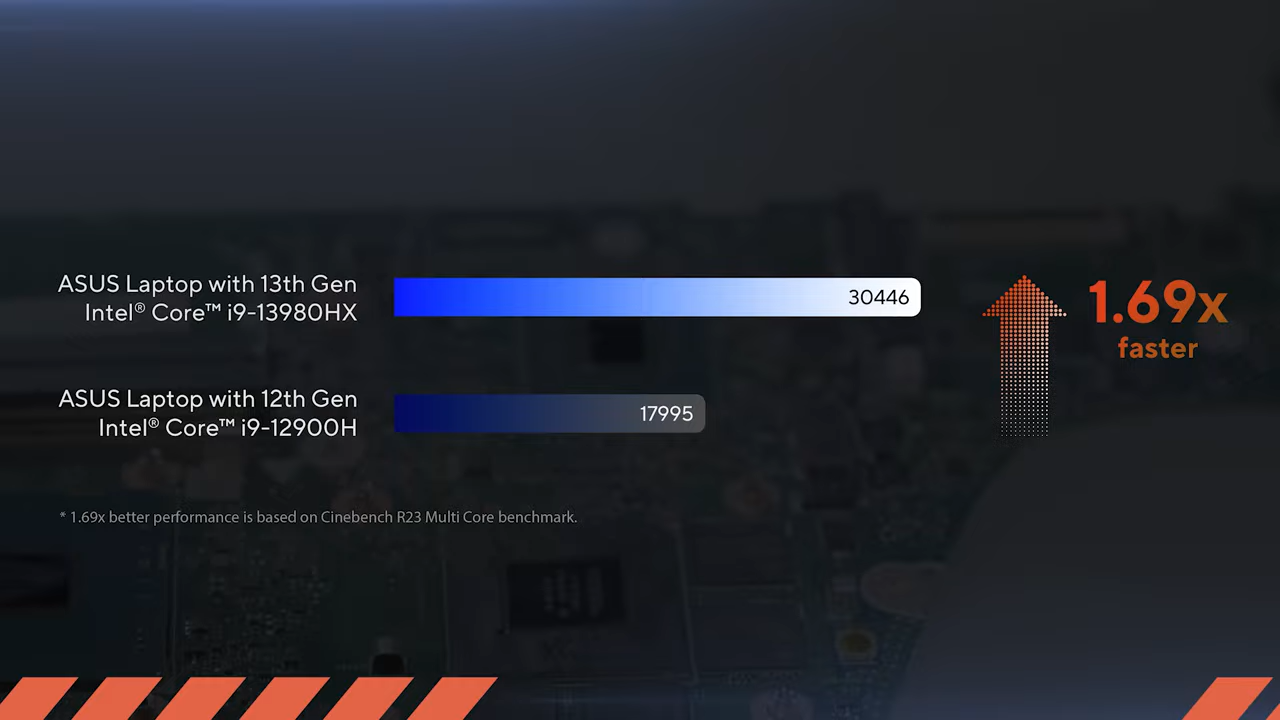 ASUS Laptop with 13th Gen
Intel® Core™ i9-13980HX
30446
1.69x
faster
ASUS Laptop with 12th Gen
Intel® Core™ i9-12900H
17995
* 1.69x better performance is based on Cinebench R23 Multi Core benchmark.